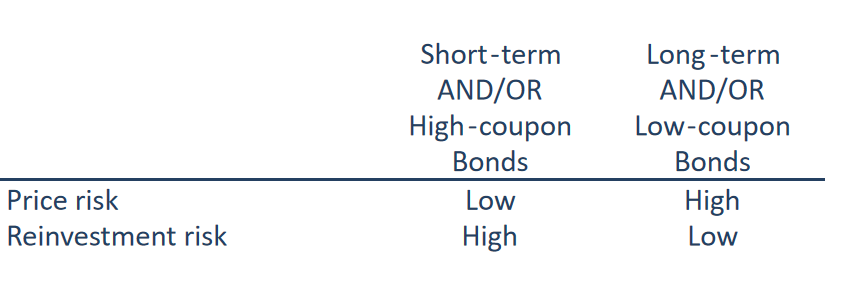 Short-term Long-term
AND/OR AND/OR
High-coupon Low-coupon
Bonds Bonds
Price risk Low High
Reinvestment risk High Low